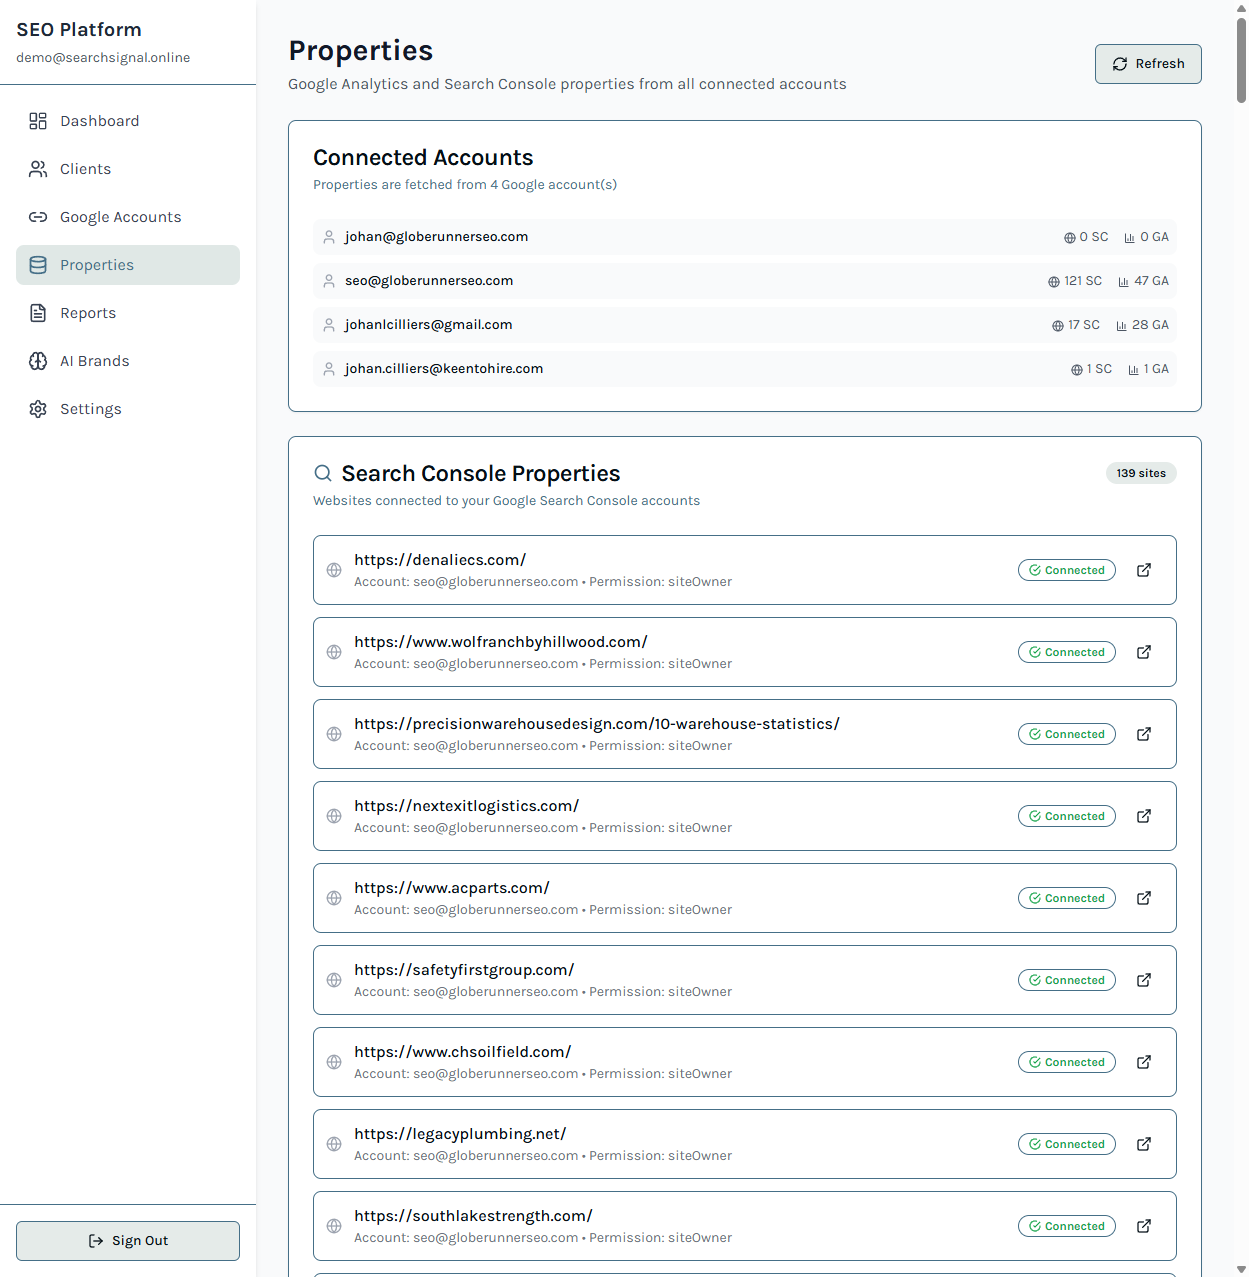 SEO Platform
demo@searchsignal.online
Dashboard
Clients
Google Accounts
Properties
Reports
AI Brands
Settings
Sign Out
Properties
Google Analytics and Search Console properties from all connected accounts
Refresh
Connected Accounts
Properties are fetched from 4 Google account(s)
johan@globerunnerseo.com 0 SC 0 GA
seo@globerunnerseo.com 121 SC 47 GA
johanlcilliers@gmail.com 17 SC 28 GA
johan.cilliers@keentohire.com 1 SC 1 GA
Search Console Properties 139 sites
Websites connected to your Google Search Console accounts
https://denaliecs.com/
Account: seo@globerunnerseo.com • Permission: siteOwner
Connected
https://www.wolfranchbyhillwood.com/
Account: seo@globerunnerseo.com • Permission: siteOwner
Connected
https://precisionwarehousedesign.com/10-warehouse-statistics/
Account: seo@globerunnerseo.com • Permission: siteOwner
Connected
https://nextexitlogistics.com/
Account: seo@globerunnerseo.com • Permission: siteOwner
Connected
https://www.acparts.com/
Account: seo@globerunnerseo.com • Permission: siteOwner
Connected
https://safetyfirstgroup.com/
Account: seo@globerunnerseo.com • Permission: siteOwner
Connected
https://www.chsoilfield.com/
Account: seo@globerunnerseo.com • Permission: siteOwner
Connected
https://legacyplumbing.net/
Account: seo@globerunnerseo.com • Permission: siteOwner
Connected
https://southlakestrength.com/
Account: seo@globerunnerseo.com • Permission: siteOwner
Connected